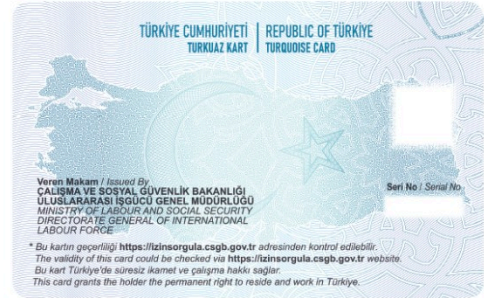 TÜRKİYE CUMHURİYETİ | REPUBLIC OF TÜRKİYE
TURKUAZ KART | TURQUOISE CARD
Veren Makam / Issued By
ÇALIŞMA VE SOSYAL GÜVENLİK BAKANLIĞI
ULUSLARARASI İŞGÜCÜ GENEL MÜDÜRLÜĞÜ
MINISTRY OF LABOUR AND SOCIAL SECURITY
DIRECTORATE GENERAL OF INTERNATIONAL
LABOUR FORCE
Seri No / Serial No
* Bu kartın geçerliliği https://izinsorgula.csgb.gov.tr adresinden kontrol edilebilir.
The validity of this card could be checked via https://izinsorgula.csgb.gov.tr website.
Bu kart Türkiye'de süresiz ikamet ve çalışma hakkı sağlar.
This card grants the holder the permanent right to reside and work in Türkiye.